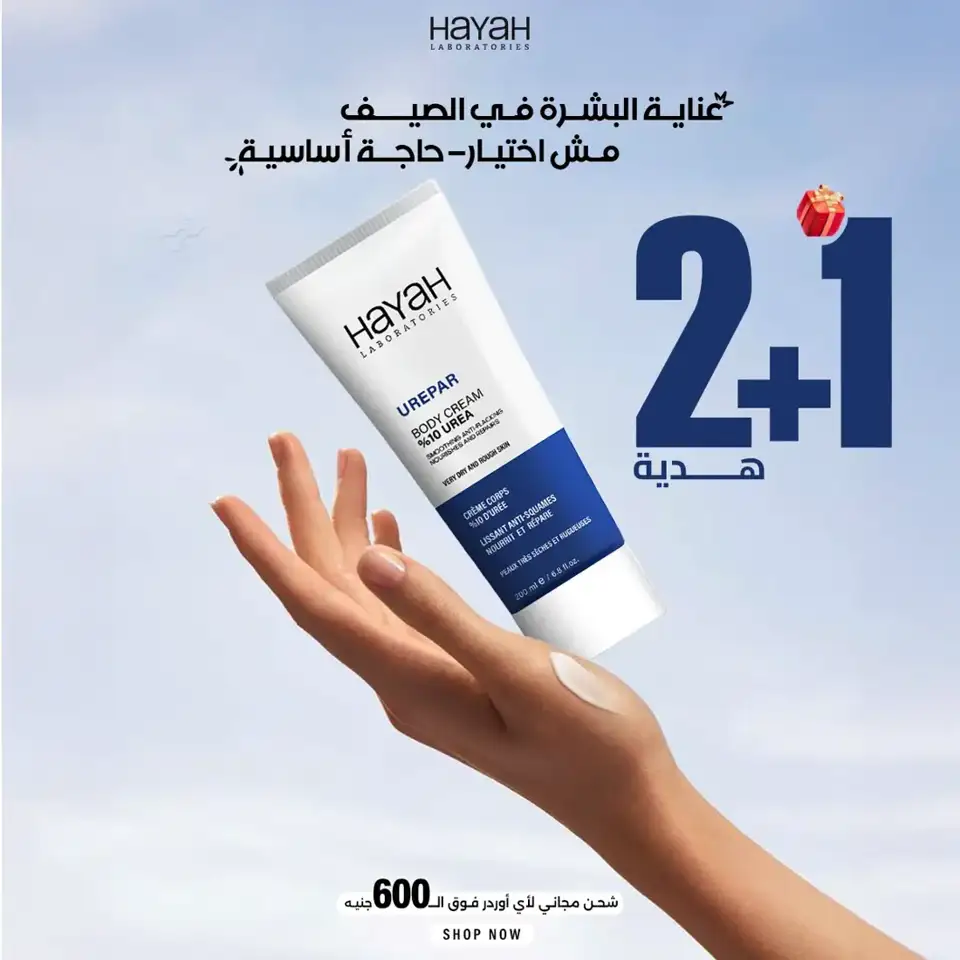 HAYAH
LABORATORIES
عناية البشرة في الصيف
مش اختيار - حاجة أساسية
2+1
هدية
HAYAH
LABORATORIES
UREPAR
BODY CREAM
%10 UREA
SMOOTHING ANTI-FLACKING
NOURISHES AND REPAIRS
VERY DRY AND ROUGH SKIN
CRÈME CORPS
%10 D'URÉE
LISSANT ANTI-SQUAMES
NOURRIT ET RÉPARE
PEAUX TRÈS SÈCHES ET RUGUEUSES
200 ml e / 6.8 fl.oz.
شحن مجاني لأي أوردر فوق الـ600 جنيه
SHOP NOW